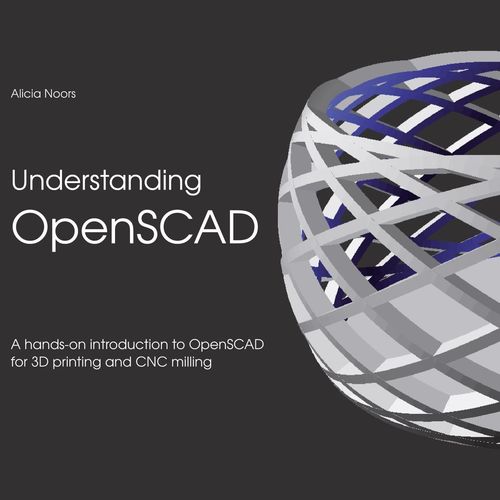 Alicia Noors
Understanding
OpenSCAD
A hands-on introduction to OpenSCAD
for 3D printing and CNC milling